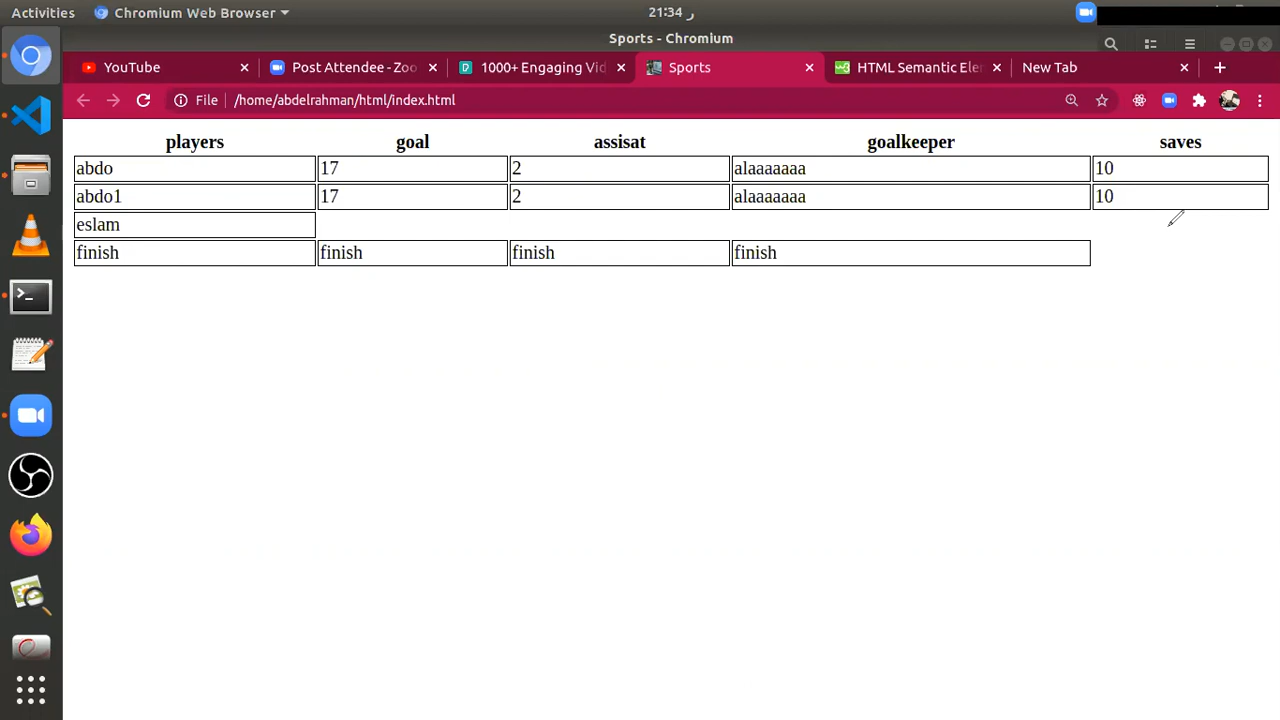 Activities Chromium Web Browser 21:34 ر
Sports - Chromium
YouTube Post Attendee - Zoo 1000+ Engaging Vid Sports HTML Semantic Elem New Tab
File /home/abdelrahman/html/index.html
players goal assisat goalkeeper saves
abdo 17 2 alaaaaaaa 10
abdo1 17 2 alaaaaaaa 10
eslam
finish finish finish finish